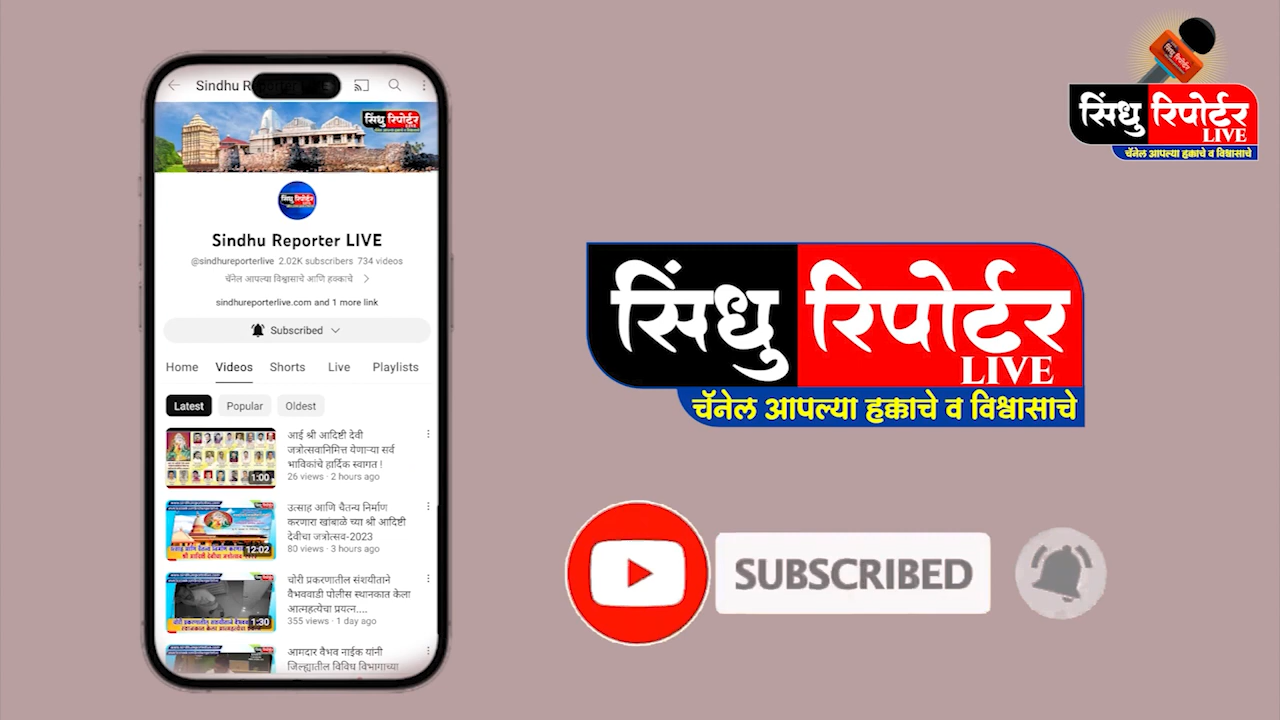 Sindhu R
सिंधु रिपोर्टर
LIVE
Sindhu Reporter LIVE
@sindhureporterlive 2.02K subscribers 734 videos
चॅनेल आपल्या विश्वासाचे आणि हक्काचे
sindhureporterlive.com and 1 more link
Subscribed
Home Videos Shorts Live Playlists
Latest Popular Oldest
1:00
आई श्री आदिष्टी देवी
जत्रोत्सवानिमित्त येणाऱ्या सर्व
भाविकांचे हार्दिक स्वागत !
26 views · 2 hours ago
12:02
उत्साह आणि चैतन्य निर्माण
करणारा खांबाळे च्या श्री आदिष्टी
देवीचा जत्रोत्सव-2023
80 views · 3 hours ago
1:30
चोरी प्रकरणातील संशयीताने
वैभववाडी पोलीस स्थानकात केला
आत्महत्येचा प्रयत्न....
355 views · 1 day ago
आमदार वैभव नाईक यांनी
जिल्ह्यातील विविध विभागाच्या
सिंधु रिपोर्टर
LIVE
चॅनेल आपल्या हक्काचे व विश्वासाचे
सिंधु रिपोर्टर
LIVE
चॅनेल आपल्या हक्काचे व विश्वासाचे
SUBSCRIBED